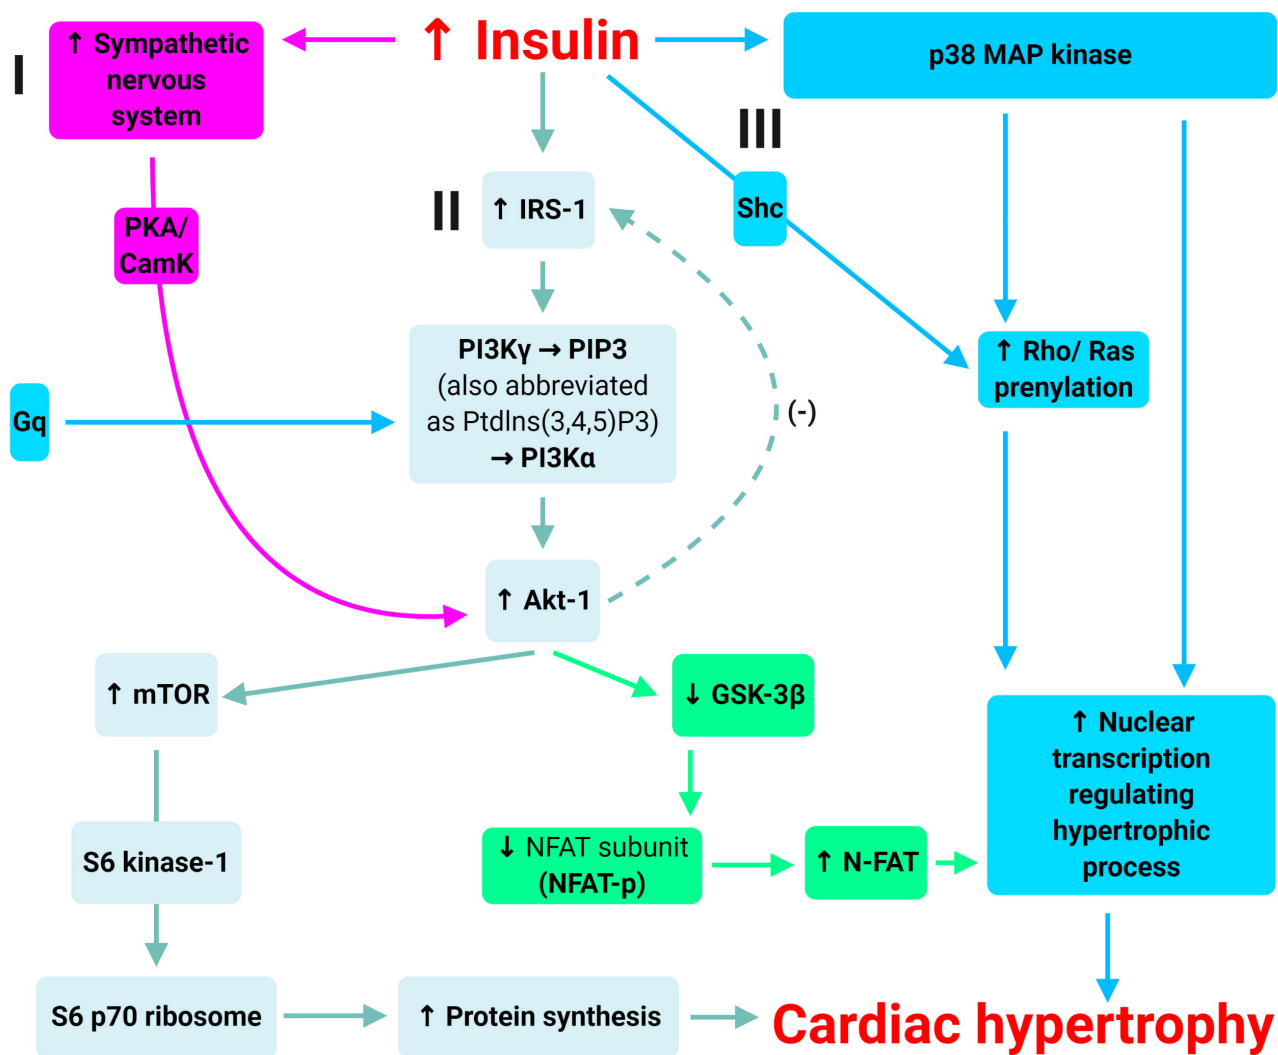 I
↑ Sympathetic
nervous
system
↑ Insulin
p38 MAP kinase
III
II
↑ IRS-1
Shc
PKA/
CamK
PI3Kγ → PIP3
(also abbreviated
as Ptdlns(3,4,5)P3)
→ PI3Kα
↑ Rho/ Ras
prenylation
Gq
(-)
↑ Akt-1
↑ mTOR
↓ GSK-3β
↑ Nuclear
transcription
regulating
hypertrophic
process
S6 kinase-1
↓ NFAT subunit
(NFAT-p)
↑ N-FAT
S6 p70 ribosome
↑ Protein synthesis
Cardiac hypertrophy